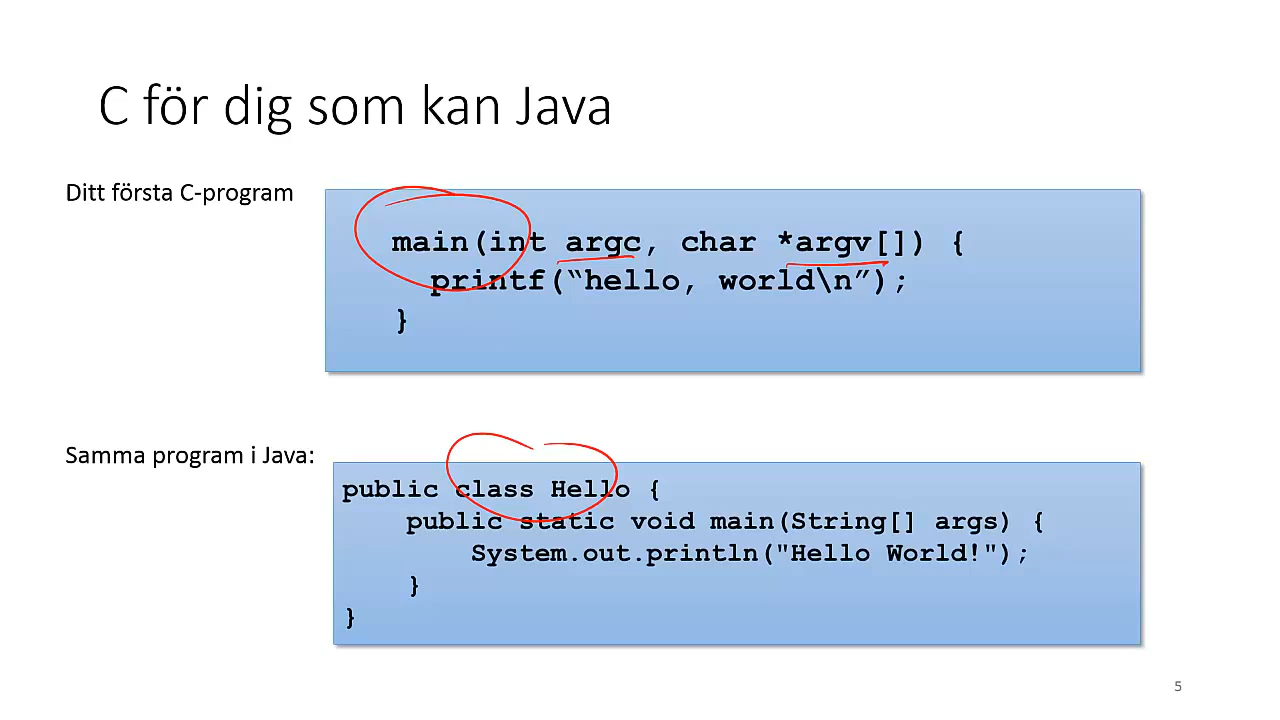 C för dig som kan Java
Ditt första C-program
main(int argc, char *argv[]) {
printf(“hello, world\n”);
}
Samma program i Java:
public class Hello {
public static void main(String[] args) {
System.out.println("Hello World!");
}
}
5